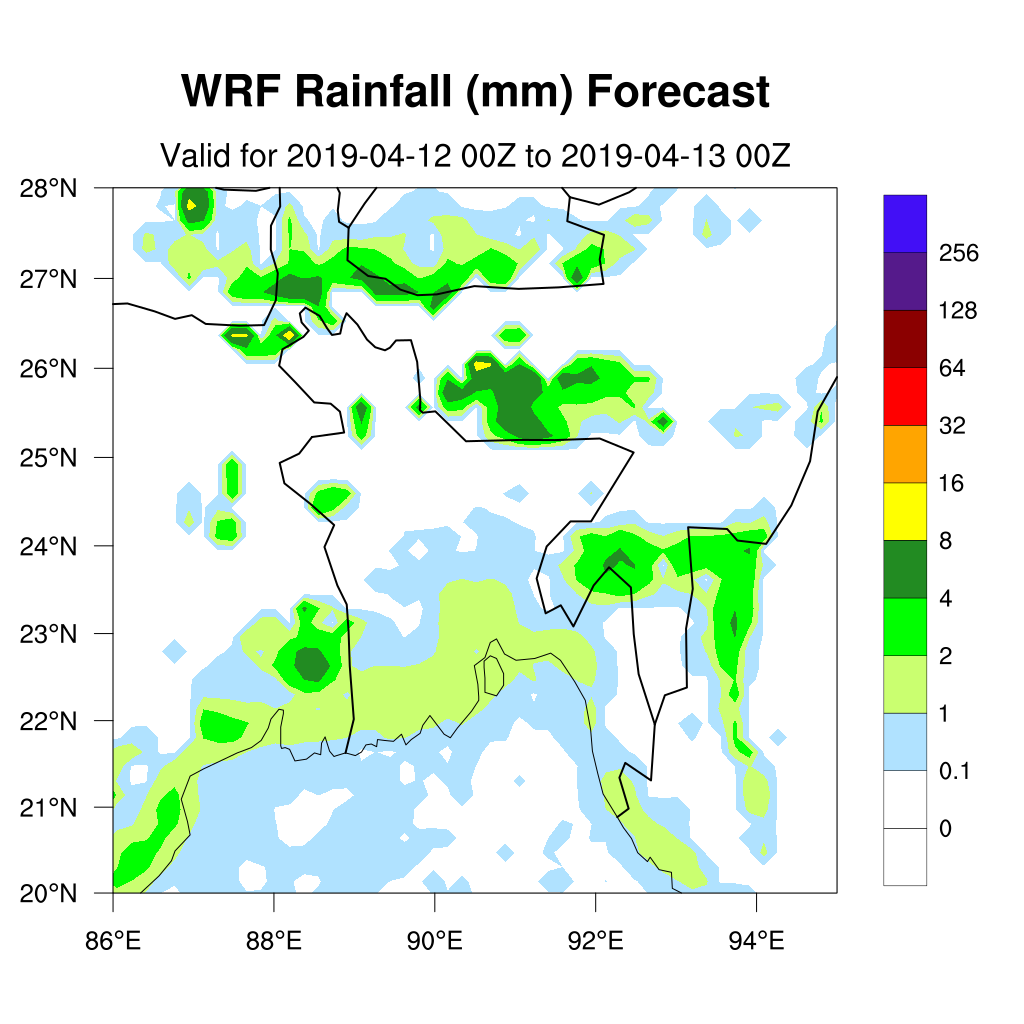 WRF Rainfall (mm) Forecast
Valid for 2019-04-12 00Z to 2019-04-13 00Z
28°N
27°N
26°N
25°N
24°N
23°N
22°N
21°N
20°N
86°E 88°E 90°E 92°E 94°E
256
128
64
32
16
8
4
2
1
0.1
0